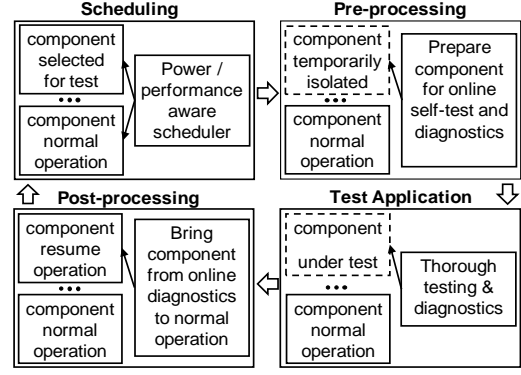 Scheduling
component
selected
for test
•••
component
normal
operation
Power /
performance
aware
scheduler
Pre-processing
component
temporarily
isolated
•••
component
normal
operation
Prepare
component
for online
self-test and
diagnostics
Post-processing
component
resume
operation
•••
component
normal
operation
Bring
component
from online
diagnostics
to normal
operation
Test Application
component
under test
•••
component
normal
operation
Thorough
testing &
diagnostics